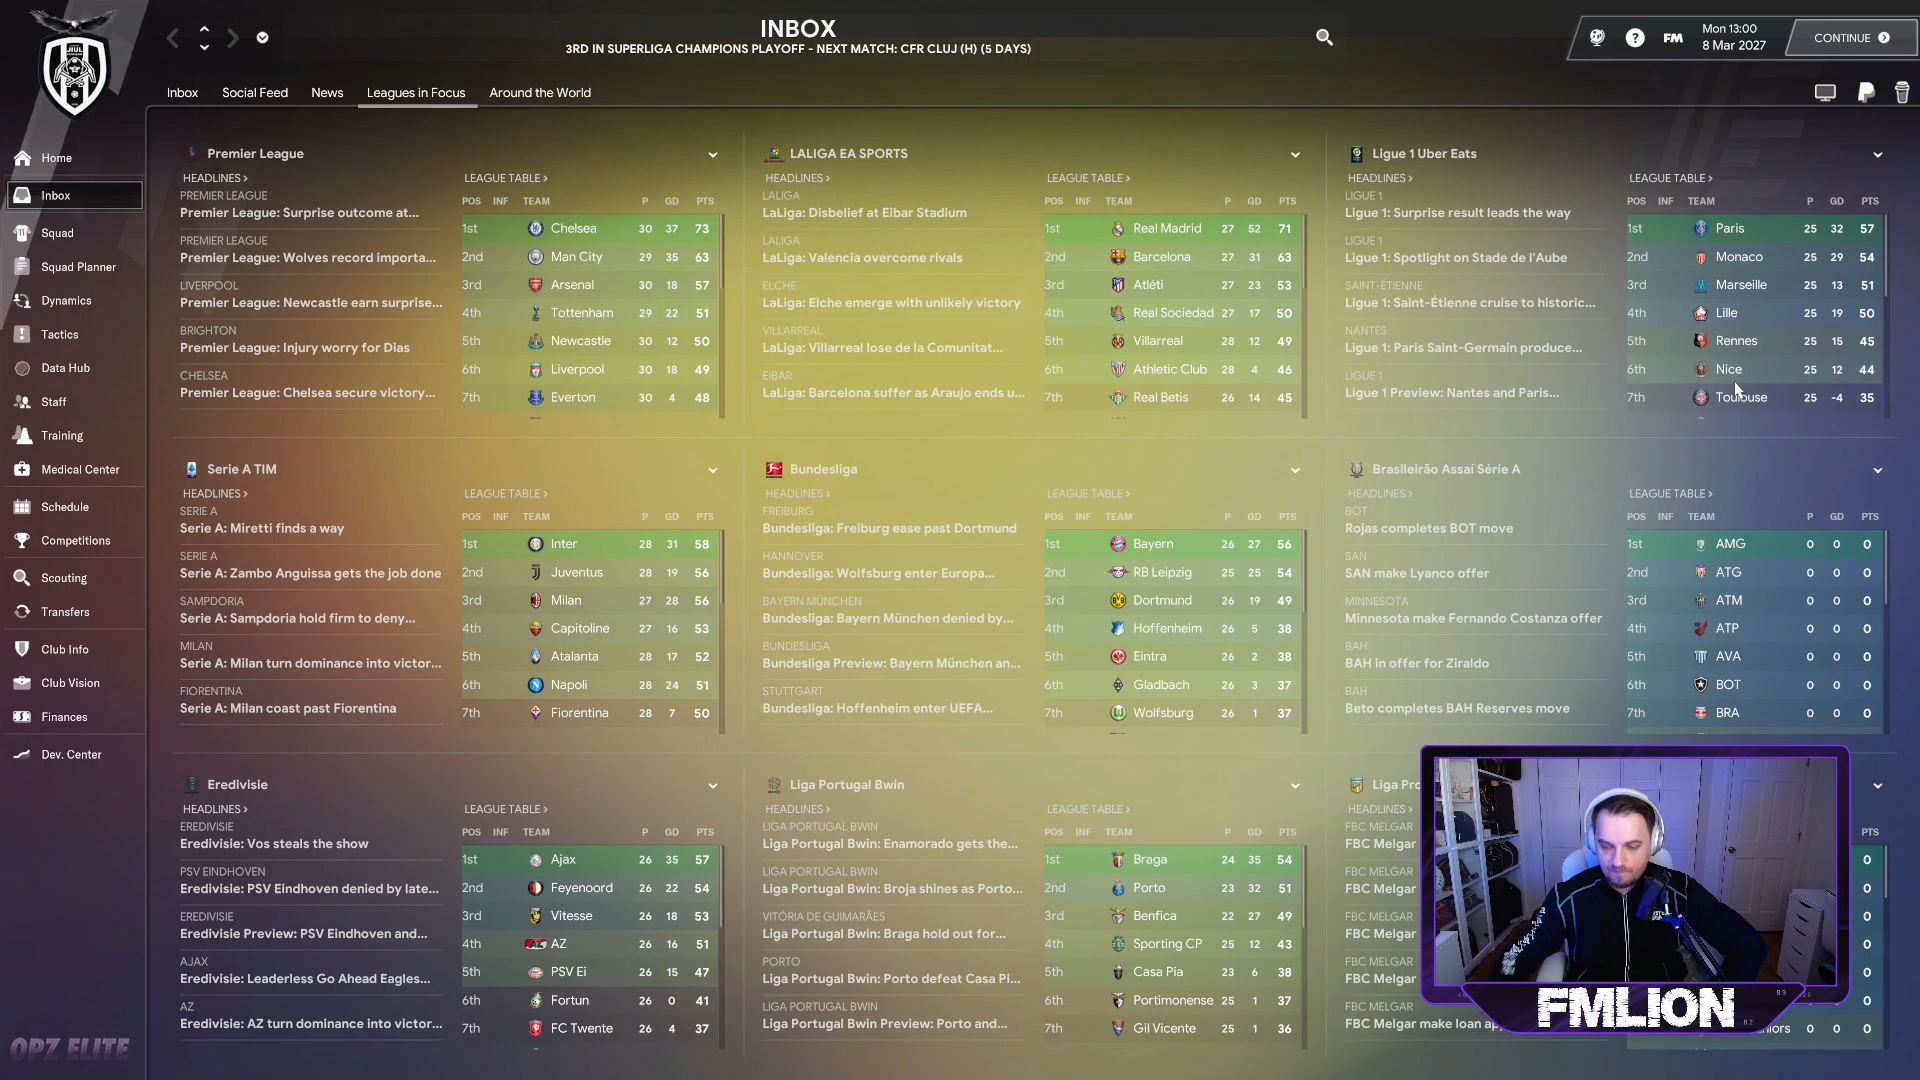 INBOX
3RD IN SUPERLIGA CHAMPIONS PLAYOFF - NEXT MATCH: CFR CLUJ (H) (5 DAYS)
FM
Mon 13:00
8 Mar 2027
CONTINUE
Inbox Social Feed News Leagues in Focus Around the World
Home
Inbox
Squad
Squad Planner
Dynamics
Tactics
Data Hub
Staff
Training
Medical Center
Schedule
Competitions
Scouting
Transfers
Club Info
Club Vision
Finances
Dev. Center
OPZ ELITE
Premier League
HEADLINES >
PREMIER LEAGUE
Premier League: Surprise outcome at...
PREMIER LEAGUE
Premier League: Wolves record importa...
LIVERPOOL
Premier League: Newcastle earn surprise...
BRIGHTON
Premier League: Injury worry for Dias
CHELSEA
Premier League: Chelsea secure victory...
LEAGUE TABLE >
POS INF TEAM P GD PTS
1st Chelsea 30 37 73
2nd Man City 29 35 63
3rd Arsenal 30 18 57
4th Tottenham 29 22 51
5th Newcastle 30 12 50
6th Liverpool 30 18 49
7th Everton 30 4 48
LALIGA EA SPORTS
HEADLINES >
LALIGA
LaLiga: Disbelief at Eibar Stadium
LALIGA
LaLiga: Valencia overcome rivals
ELCHE
LaLiga: Elche emerge with unlikely victory
VILLARREAL
LaLiga: Villarreal lose de la Comunitat...
EIBAR
LaLiga: Barcelona suffer as Araujo ends u...
LEAGUE TABLE >
POS INF TEAM P GD PTS
1st Real Madrid 27 52 71
2nd Barcelona 27 31 63
3rd Atléti 27 23 53
4th Real Sociedad 27 17 50
5th Villarreal 28 12 49
6th Athletic Club 28 4 46
7th Real Betis 26 14 45
Ligue 1 Uber Eats
HEADLINES >
LIGUE 1
Ligue 1: Surprise result leads the way
LIGUE 1
Ligue 1: Spotlight on Stade de l'Aube
SAINT-ÉTIENNE
Ligue 1: Saint-Étienne cruise to historic...
NANTES
Ligue 1: Paris Saint-Germain produce...
LIGUE 1
Ligue 1 Preview: Nantes and Paris...
LEAGUE TABLE >
POS INF TEAM P GD PTS
1st Paris 25 32 57
2nd Monaco 25 29 54
3rd Marseille 25 13 51
4th Lille 25 19 50
5th Rennes 25 15 45
6th Nice 25 12 44
7th Toulouse 25 -4 35
Serie A TIM
HEADLINES >
SERIE A
Serie A: Miretti finds a way
SERIE A
Serie A: Zambo Anguissa gets the job done
SAMPDORIA
Serie A: Sampdoria hold firm to deny...
MILAN
Serie A: Milan turn dominance into victor...
FIORENTINA
Serie A: Milan coast past Fiorentina
LEAGUE TABLE >
POS INF TEAM P GD PTS
1st Inter 28 31 58
2nd Juventus 28 19 56
3rd Milan 27 28 56
4th Capitoline 27 16 53
5th Atalanta 28 17 52
6th Napoli 28 24 51
7th Fiorentina 28 7 50
Bundesliga
HEADLINES >
FREIBURG
Bundesliga: Freiburg ease past Dortmund
HANNOVER
Bundesliga: Wolfsburg enter Europa...
BAYERN MÜNCHEN
Bundesliga: Bayern München denied by...
BUNDESLIGA
Bundesliga Preview: Bayern München an...
STUTTGART
Bundesliga: Hoffenheim enter UEFA...
LEAGUE TABLE >
POS INF TEAM P GD PTS
1st Bayern 26 27 56
2nd RB Leipzig 25 25 54
3rd Dortmund 26 19 49
4th Hoffenheim 26 5 38
5th Eintra 26 2 38
6th Gladbach 26 3 37
7th Wolfsburg 26 1 37
Brasileirão Assaí Série A
HEADLINES >
BOT
Rojas completes BOT move
SAN
SAN make Lyanco offer
MINNESOTA
Minnesota make Fernando Costanza offer
BAH
BAH in offer for Ziraldo
BAH
Beto completes BAH Reserves move
LEAGUE TABLE >
POS INF TEAM P GD PTS
1st AMG 0 0 0
2nd ATG 0 0 0
3rd ATM 0 0 0
4th ATP 0 0 0
5th AVA 0 0 0
6th BOT 0 0 0
7th BRA 0 0 0
Eredivisie
HEADLINES >
EREDIVISIE
Eredivisie: Vos steals the show
PSV EINDHOVEN
Eredivisie: PSV Eindhoven denied by late...
EREDIVISIE
Eredivisie Preview: PSV Eindhoven and...
AJAX
Eredivisie: Leaderless Go Ahead Eagles...
AZ
Eredivisie: AZ turn dominance into victor...
LEAGUE TABLE >
POS INF TEAM P GD PTS
1st Ajax 26 35 57
2nd Feyenoord 26 22 54
3rd Vitesse 26 18 53
4th AZ 26 16 51
5th PSV Ei 26 15 47
6th Fortun 26 0 41
7th FC Twente 26 4 37
Liga Portugal Bwin
HEADLINES >
LIGA PORTUGAL BWIN
Liga Portugal Bwin: Enamorado gets the...
LIGA PORTUGAL BWIN
Liga Portugal Bwin: Broja shines as Porto...
VITÓRIA DE GUIMARÃES
Liga Portugal Bwin: Braga hold out for...
PORTO
Liga Portugal Bwin: Porto defeat Casa Pi...
LIGA PORTUGAL BWIN
Liga Portugal Bwin Preview: Porto and...
LEAGUE TABLE >
POS INF TEAM P GD PTS
1st Braga 24 35 54
2nd Porto 23 32 51
3rd Benfica 22 27 49
4th Sporting CP 25 12 43
5th Casa Pia 23 6 38
6th Portimonense 25 1 37
7th Gil Vicente 25 1 36
Liga Pro
HEADLINES >
FBC MELGAR
FBC Melgar
FBC MELGAR
FBC Melgar
FBC MELGAR
FBC Melgar
FBC MELGAR
FBC Melgar
FBC MELGAR
FBC Melgar make loan ap
PTS
0
0
0
0
0
0
niors 0 0 0
FMLION